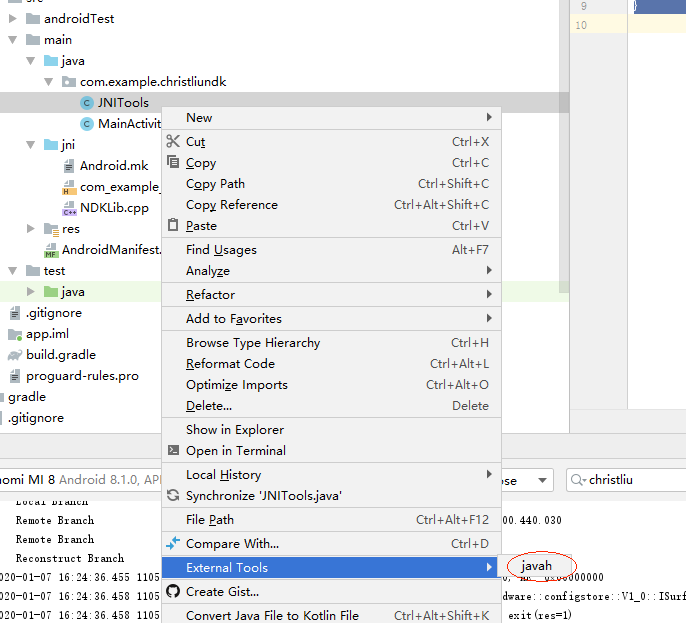 src
androidTest
main
java
com.example.christliundk
JNITools
MainActivit
jni
Android.mk
com_example_
NDKLib.cpp
res
AndroidManifest.
test
java
.gitignore
app.iml
build.gradle
proguard-rules.pro
gradle
.gitignore
9
10
}
New
Cut Ctrl+X
Copy Ctrl+C
Copy Path Ctrl+Shift+C
Copy Reference Ctrl+Alt+Shift+C
Paste Ctrl+V
Find Usages Alt+F7
Analyze
Refactor
Add to Favorites
Browse Type Hierarchy Ctrl+H
Reformat Code Ctrl+Alt+L
Optimize Imports Ctrl+Alt+O
Delete... Delete
Show in Explorer
Open in Terminal
Local History
Synchronize 'JNITools.java'
File Path Ctrl+Alt+F12
Compare With... Ctrl+D
External Tools
javah
Create Gist...
Convert Java File to Kotlin File Ctrl+Alt+Shift+K
omi MI 8 Android 8.1.0, API
ose
christliu
Local Branch
Remote Branch
00.440.030
Remote Branch
Reconstruct Branch
020-01-07 16:24:36.455 1105
020-01-07 16:24:36.456 1105
dware::configstore::V1_0::ISurf
020-01-07 16:24:36.458 1105
exit(res=1)